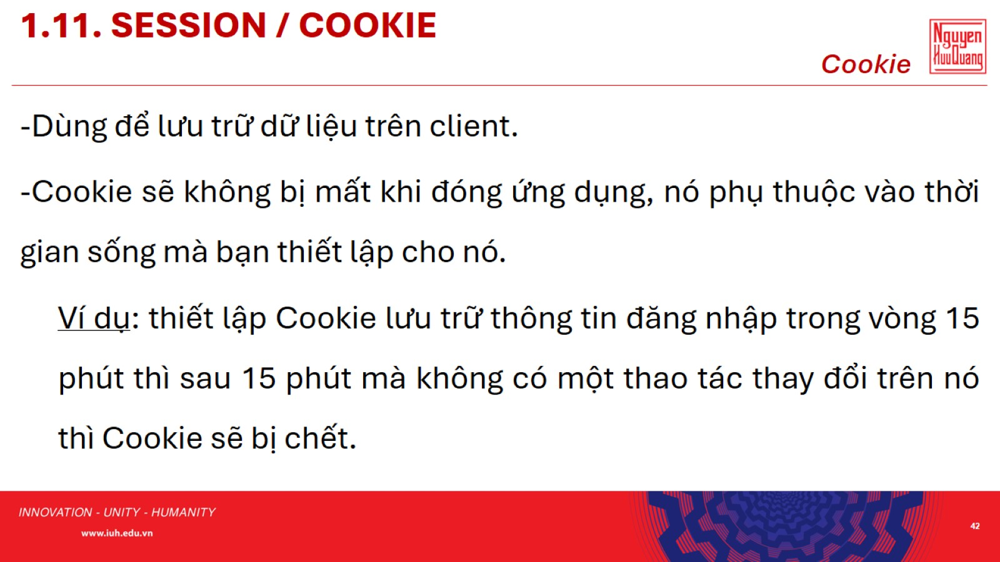 1.11. SESSION / COOKIE
Cookie
Nguyen
HuuQuang
-Dùng để lưu trữ dữ liệu trên client.
-Cookie sẽ không bị mất khi đóng ứng dụng, nó phụ thuộc vào thời
gian sống mà bạn thiết lập cho nó.
Ví dụ: thiết lập Cookie lưu trữ thông tin đăng nhập trong vòng 15
phút thì sau 15 phút mà không có một thao tác thay đổi trên nó
thì Cookie sẽ bị chết.
INNOVATION - UNITY - HUMANITY
www.iuh.edu.vn
42